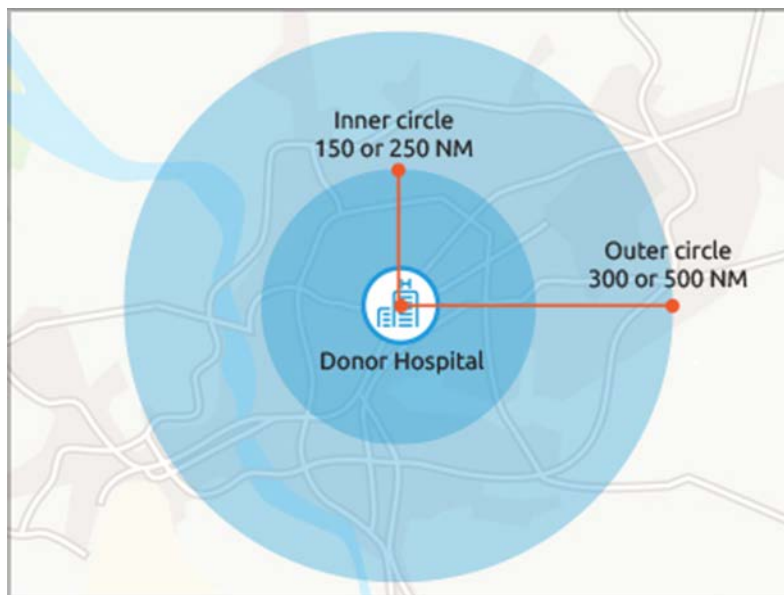 Inner circle
150 or 250 NM
Outer circle
300 or 500 NM
H
Donor Hospital